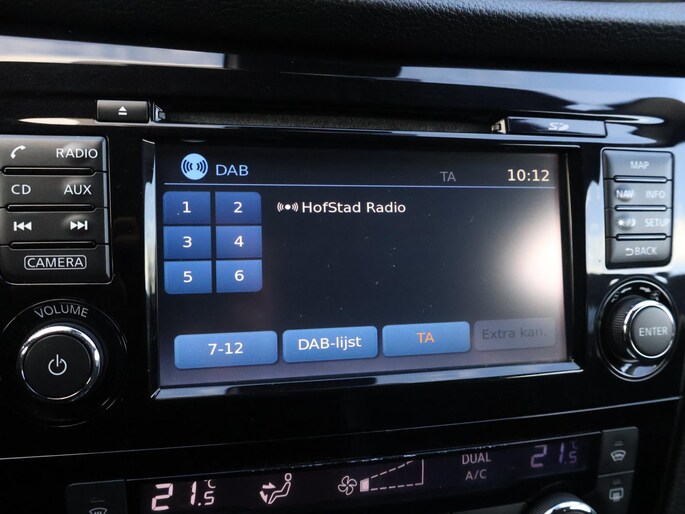 SD
RADIO
CD AUX
CAMERA
VOLUME
DAB
TA
10:12
1 2
3 4
5 6
HofStad Radio
7-12
DAB-lijst
TA
Extra kan.
MAP
NAV INFO
SETUP
BACK
ENTER
21.5°C
DUAL
A/C
21.5